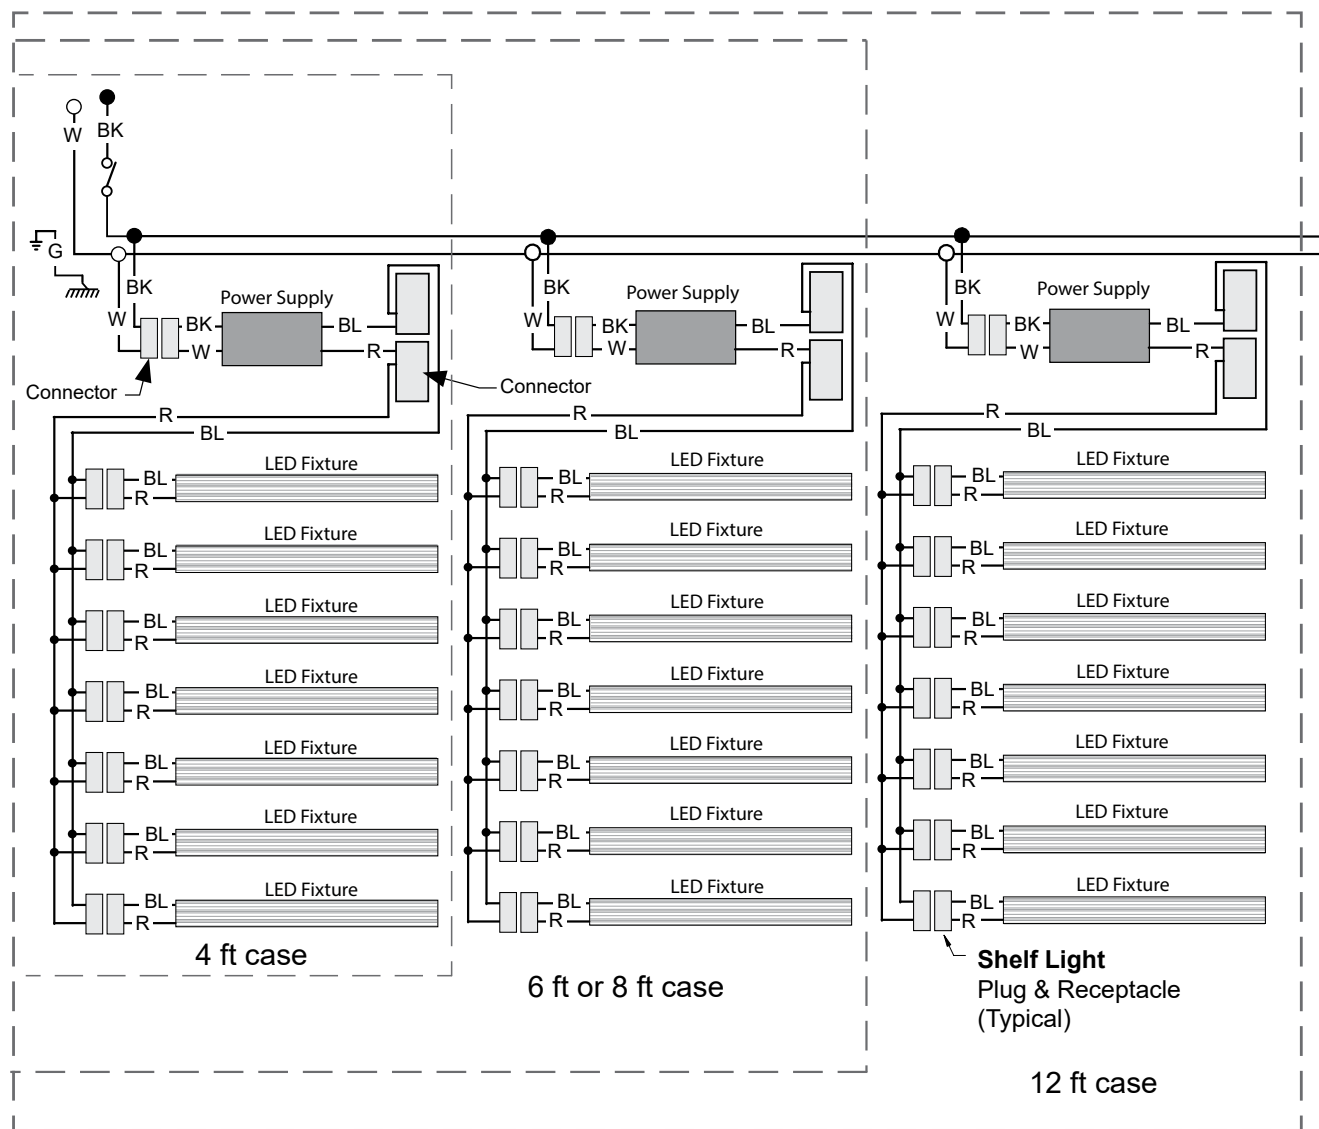 W
BK
G
BK
BK
BK
W
Power Supply
Power Supply
Power Supply
W
BK
BL
W
BK
BL
W
BK
BL
W
R
W
R
W
R
Connector
Connector
R
R
R
BL
BL
BL
LED Fixture
LED Fixture
LED Fixture
BL
BL
BL
R
R
R
LED Fixture
LED Fixture
LED Fixture
BL
BL
BL
R
R
R
LED Fixture
LED Fixture
LED Fixture
BL
BL
BL
R
R
R
LED Fixture
LED Fixture
LED Fixture
BL
BL
BL
R
R
R
LED Fixture
LED Fixture
LED Fixture
BL
BL
BL
R
R
R
LED Fixture
LED Fixture
LED Fixture
BL
BL
BL
R
R
R
LED Fixture
LED Fixture
LED Fixture
BL
BL
BL
R
R
R
4 ft case
6 ft or 8 ft case
Shelf Light
Plug & Receptacle
(Typical)
12 ft case